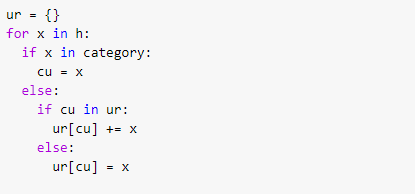 ur = {}
for x in h:
  if x in category:
    cu = x
  else:
    if cu in ur:
      ur[cu] += x
    else:
      ur[cu] = x